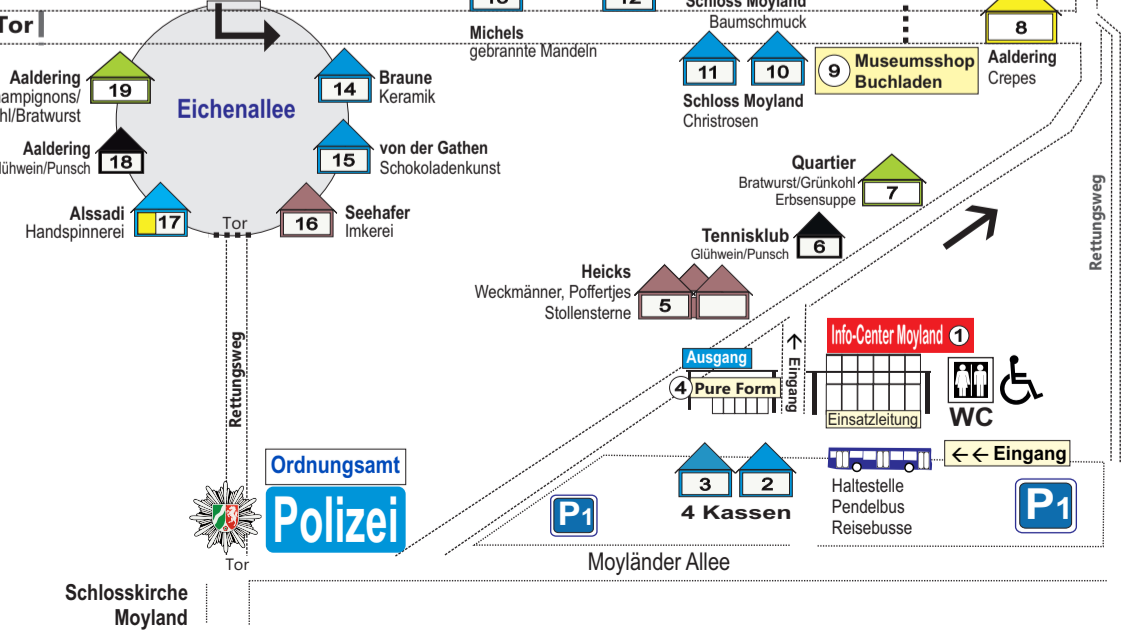 Schloss Moyland
Baumschmuck
Tor
Michels
gebrannte Mandeln
8
Aaldering
Crepes
11
10
Schloss Moyland
Christrosen
9
Museumsshop
Buchladen
Aaldering
19
Bratwurst
Eichenallee
14
Braune
Keramik
Aaldering
18
15
von der Gathen
Schokoladenkunst
Alssadi
Handspinnerei
17
Tor
16
Seehafer
Imkerei
Quartier
Bratwurst/Grünkohl
Erbsensuppe
7
Tennisklub
Glühwein/Punsch
6
Heicks
Weckmänner, Poffertjes
Stollensterne
5
Rettungsweg
Rettungsweg
Ausgang
4
Pure Form
Eingang
Info-Center Moyland 1
Einsatzleitung
WC
Eingang
3
2
4 Kassen
Haltestelle
Pendelbus
Reisebusse
P1
P1
Ordnungsamt
Polizei
Tor
Moyländer Allee
Schlosskirche
Moyland